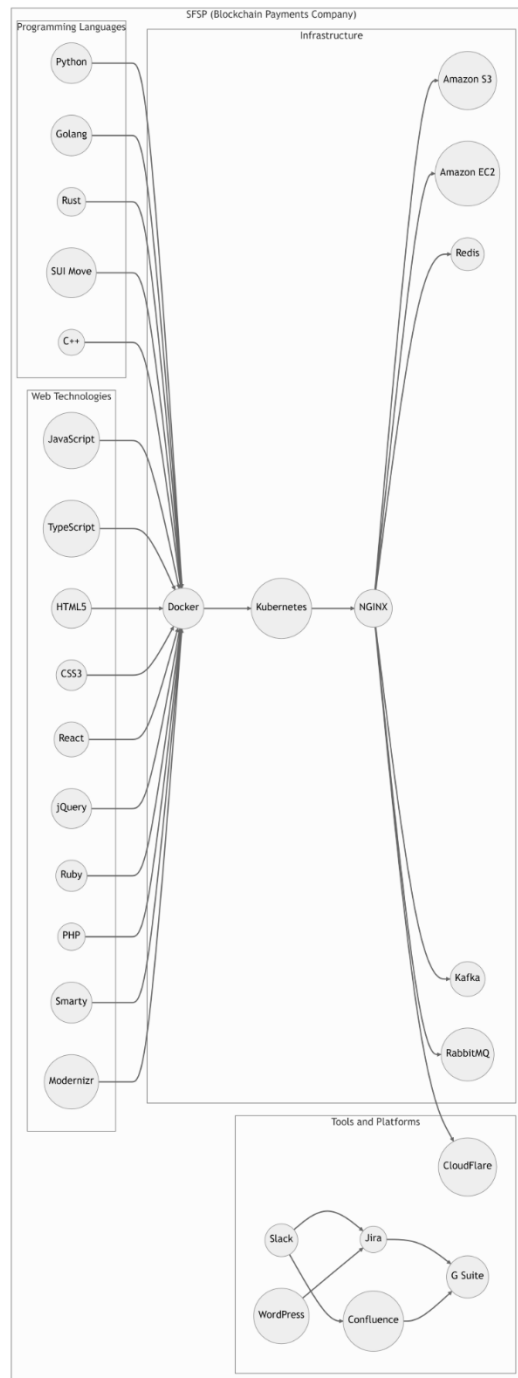 SFSP (Blockchain Payments Company)
Programming Languages
Python
Golang
Rust
SUI Move
C++
Web Technologies
JavaScript
TypeScript
HTML5
CSS3
React
jQuery
Ruby
PHP
Smarty
Modernizr
Infrastructure
Docker
Kubernetes
NGINX
Amazon S3
Amazon EC2
Redis
Kafka
RabbitMQ
Tools and Platforms
CloudFlare
Slack
Jira
G Suite
WordPress
Confluence